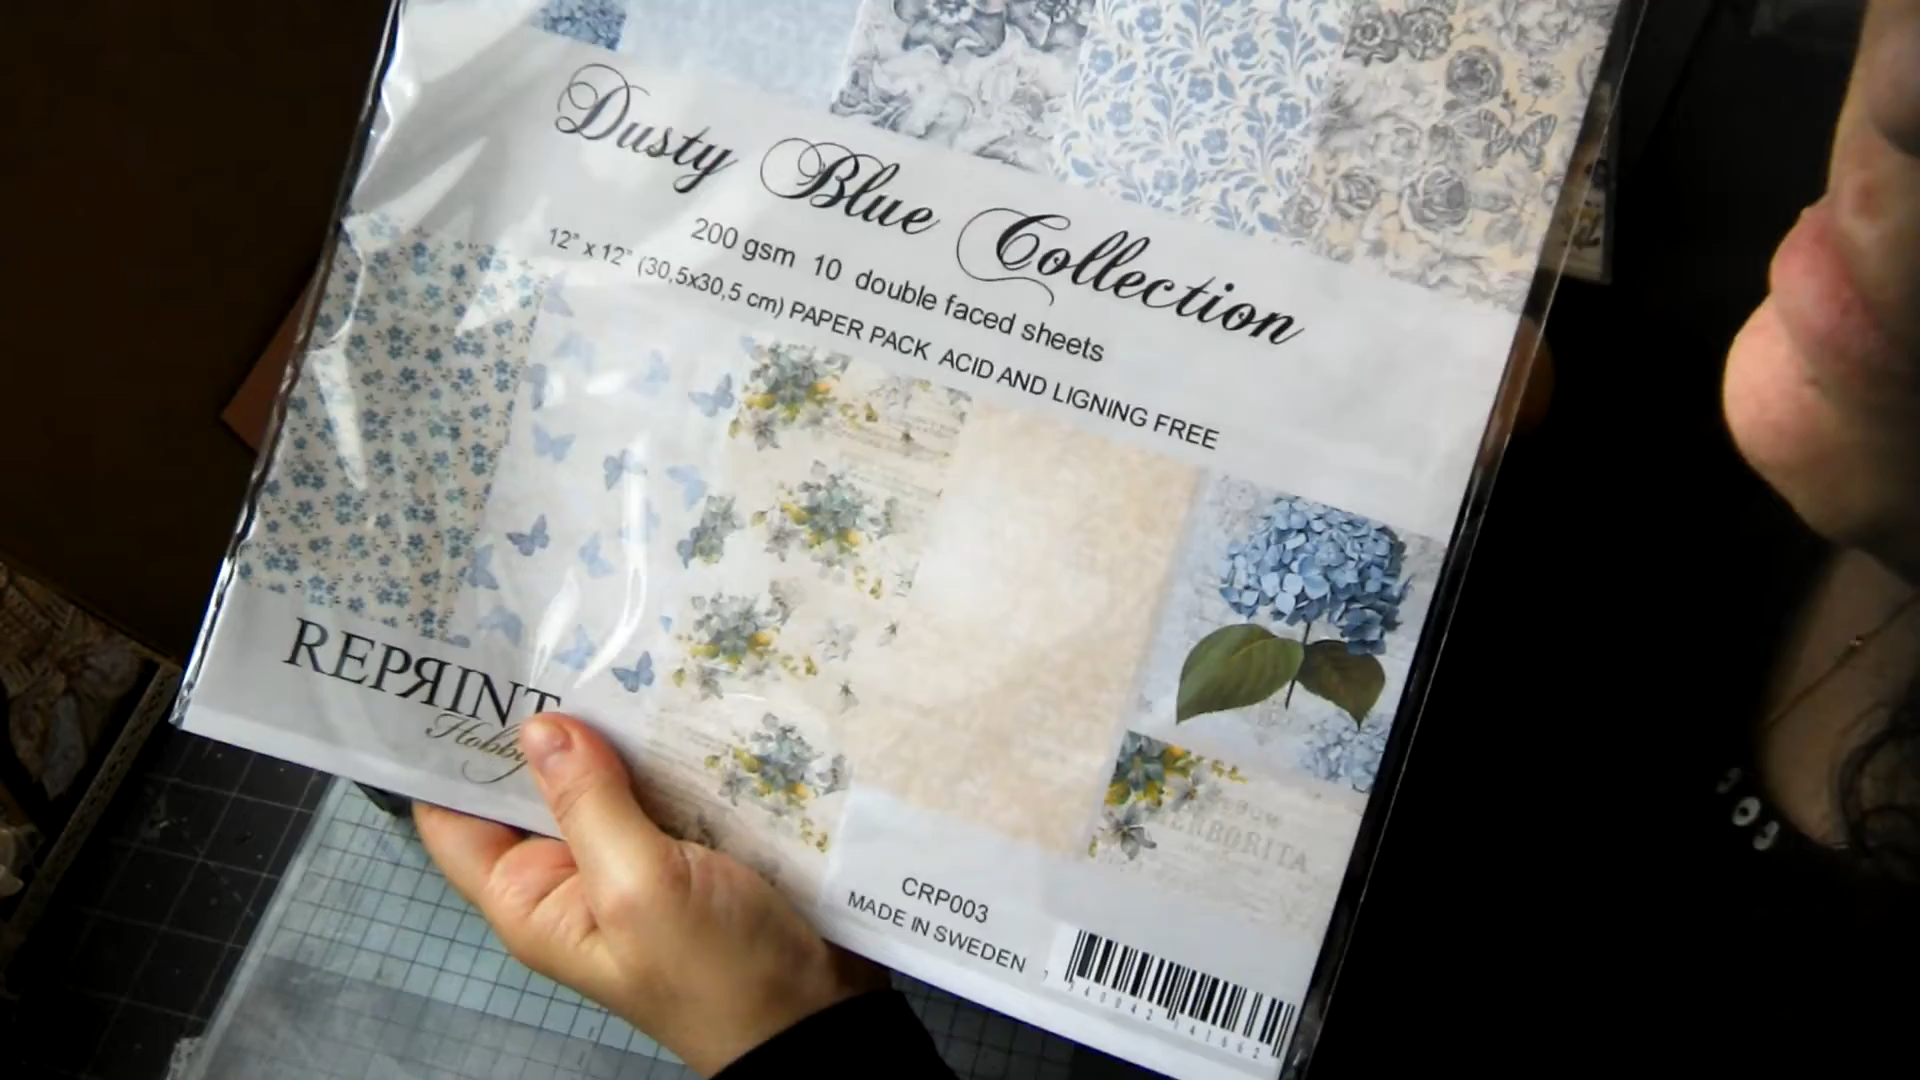 Dusty Blue Collection
200 gsm 10 double faced sheets
12" x 12" (30,5x30,5 cm) PAPER PACK ACID AND LIGNING FREE
REPRINT
Hobby
CRP003
MADE IN SWEDEN